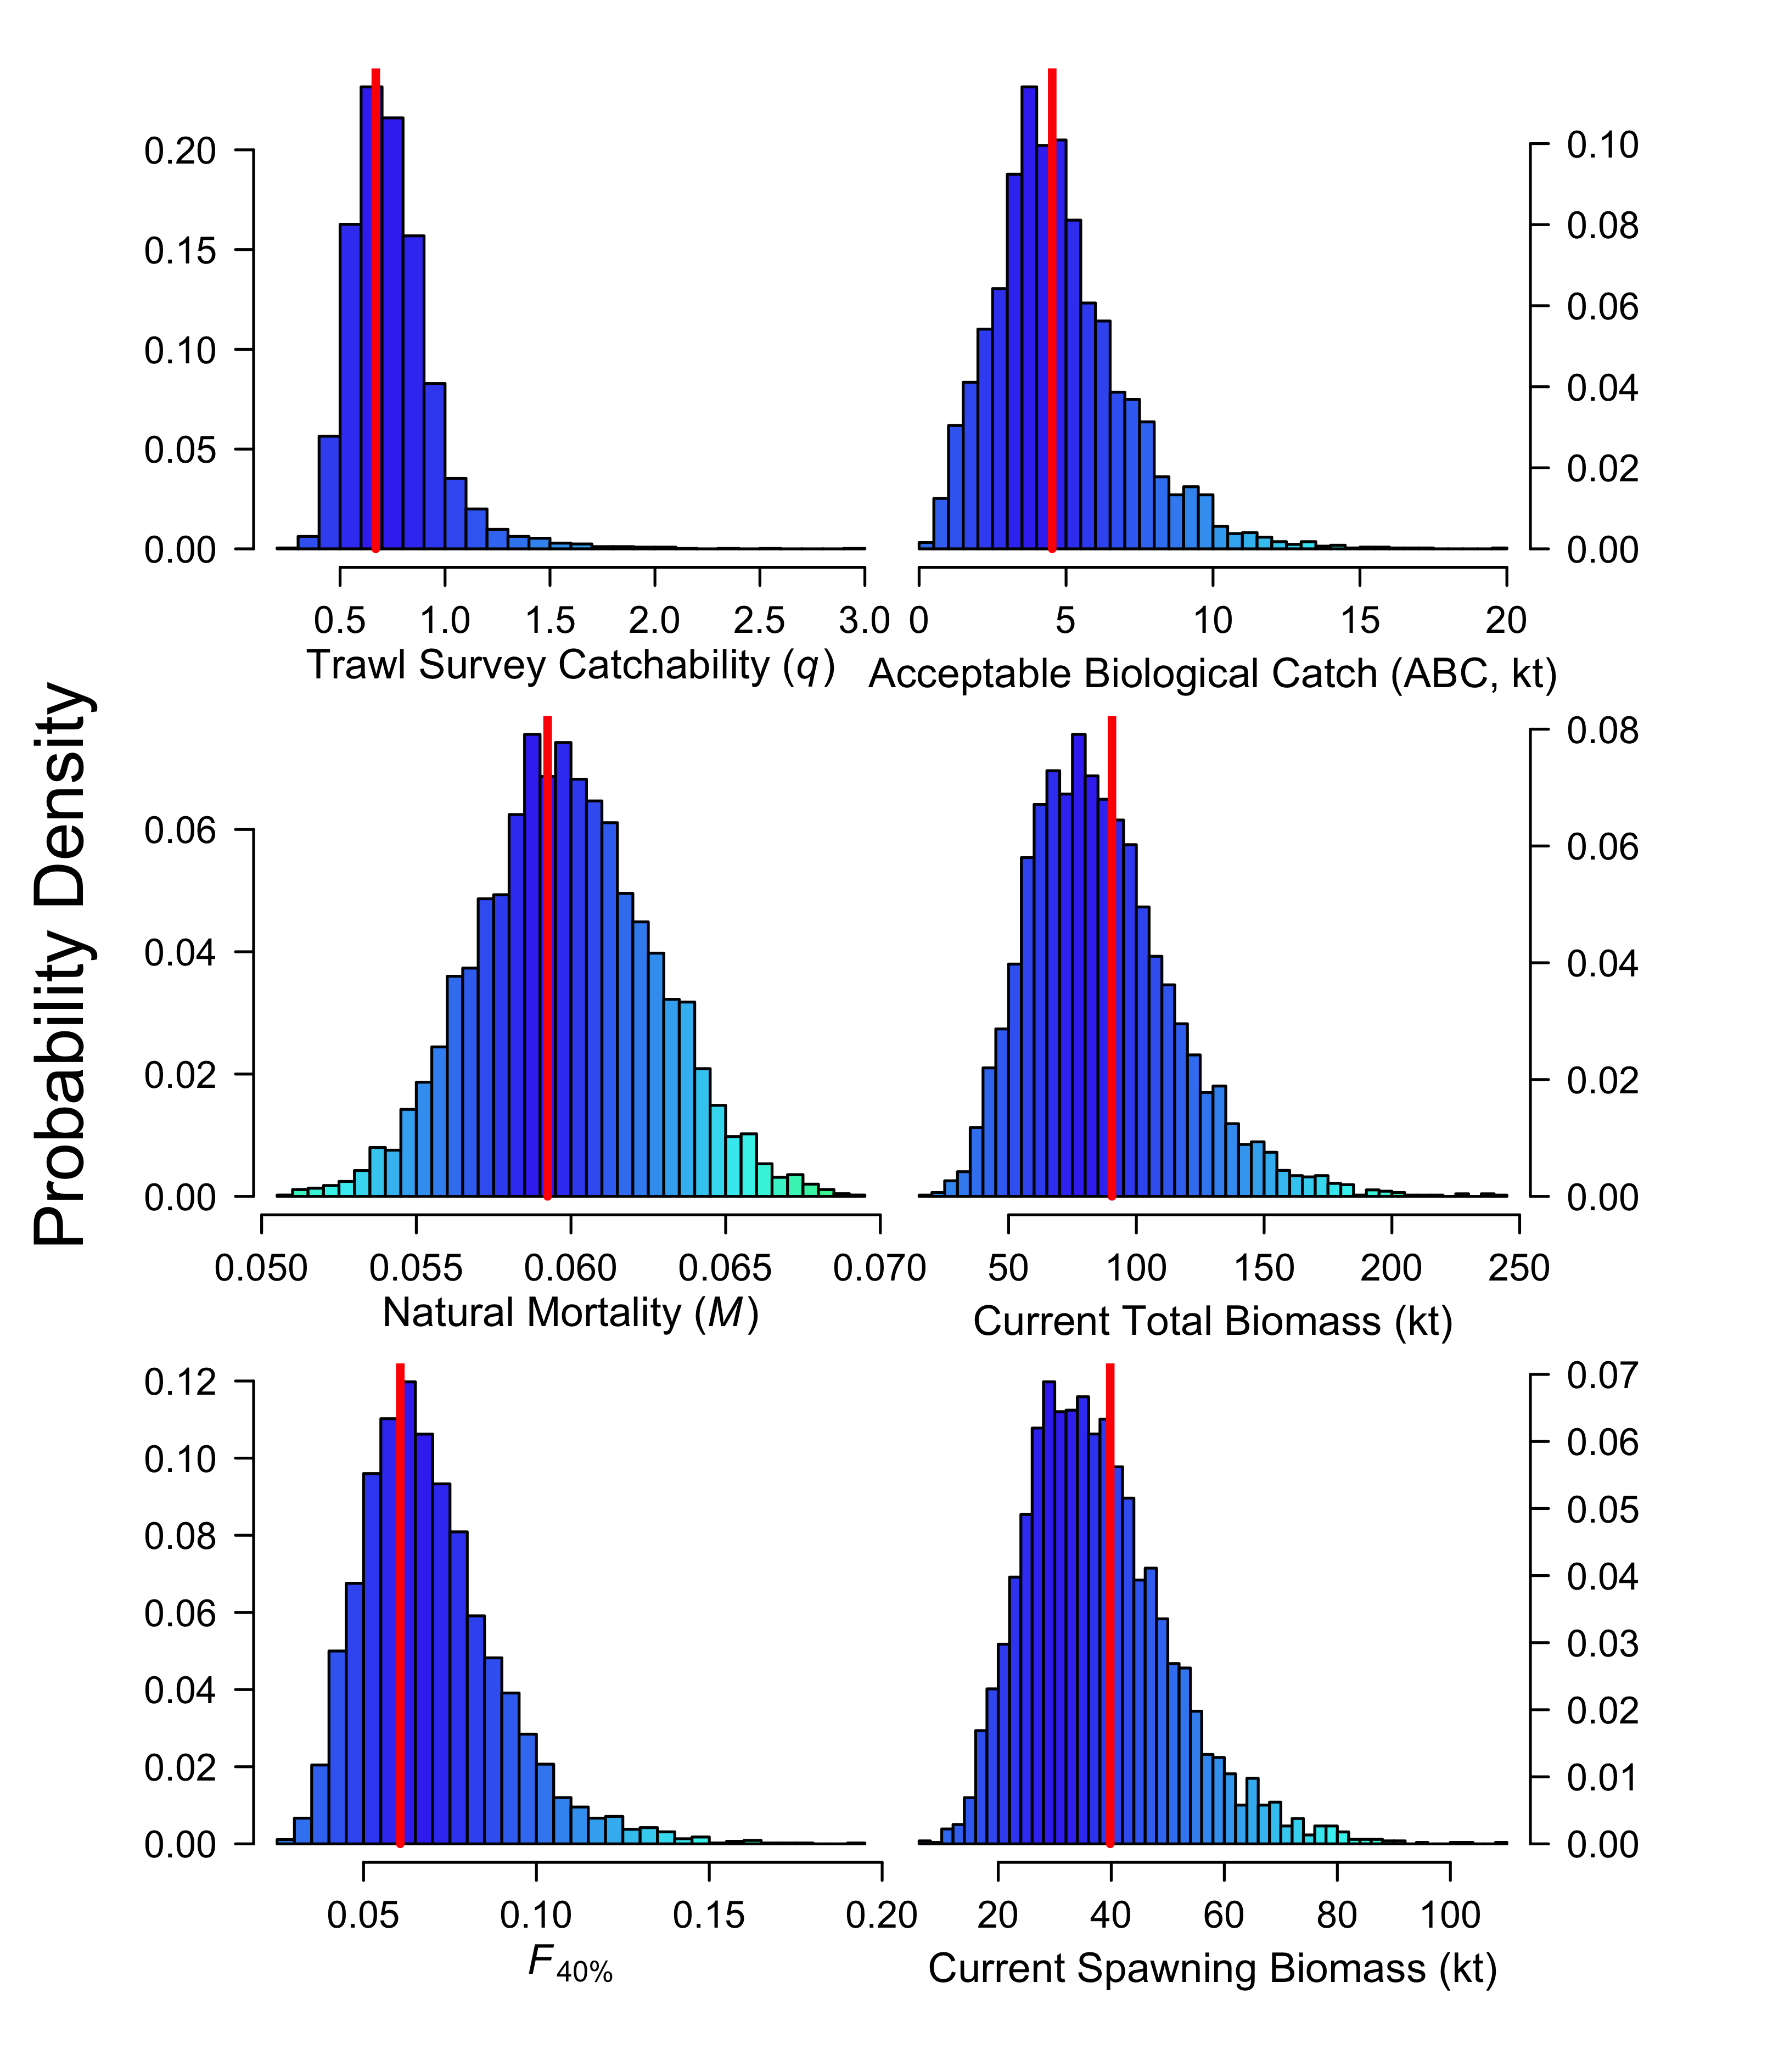 Probability Density
0.20
0.15
0.10
0.05
0.00
0.5 1.0 1.5 2.0 2.5 3.0
Trawl Survey Catchability (q)
0.10
0.08
0.06
0.04
0.02
0.00
0 5 10 15 20
Acceptable Biological Catch (ABC, kt)
0.06
0.04
0.02
0.00
0.050 0.055 0.060 0.065 0.070
Natural Mortality (M)
0.08
0.06
0.04
0.02
0.00
50 100 150 200 250
Current Total Biomass (kt)
0.12
0.10
0.08
0.06
0.04
0.02
0.00
0.05 0.10 0.15 0.20
F40%
0.07
0.06
0.05
0.04
0.03
0.02
0.01
0.00
20 40 60 80 100
Current Spawning Biomass (kt)